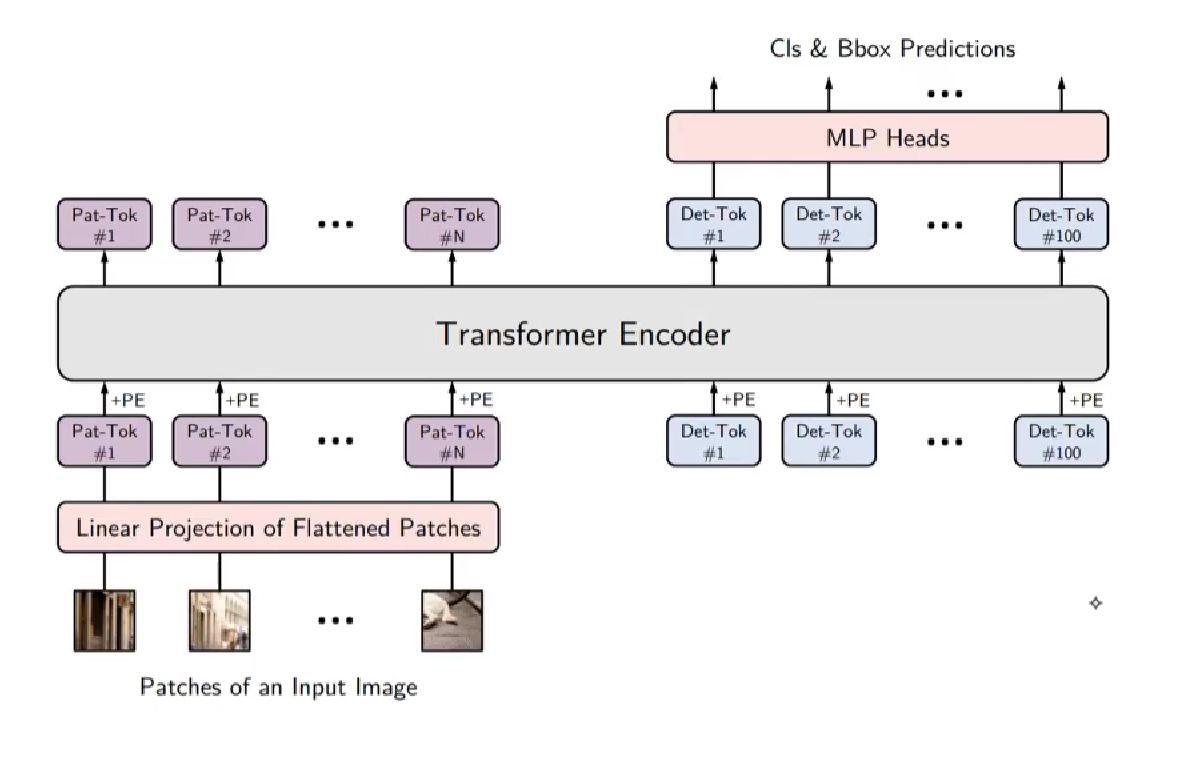 Cls & Bbox Predictions
MLP Heads
Pat-Tok #1
Pat-Tok #2
Pat-Tok #N
Det-Tok #1
Det-Tok #2
Det-Tok #100
Transformer Encoder
+PE
+PE
+PE
+PE
+PE
+PE
Pat-Tok #1
Pat-Tok #2
Pat-Tok #N
Det-Tok #1
Det-Tok #2
Det-Tok #100
Linear Projection of Flattened Patches
Patches of an Input Image